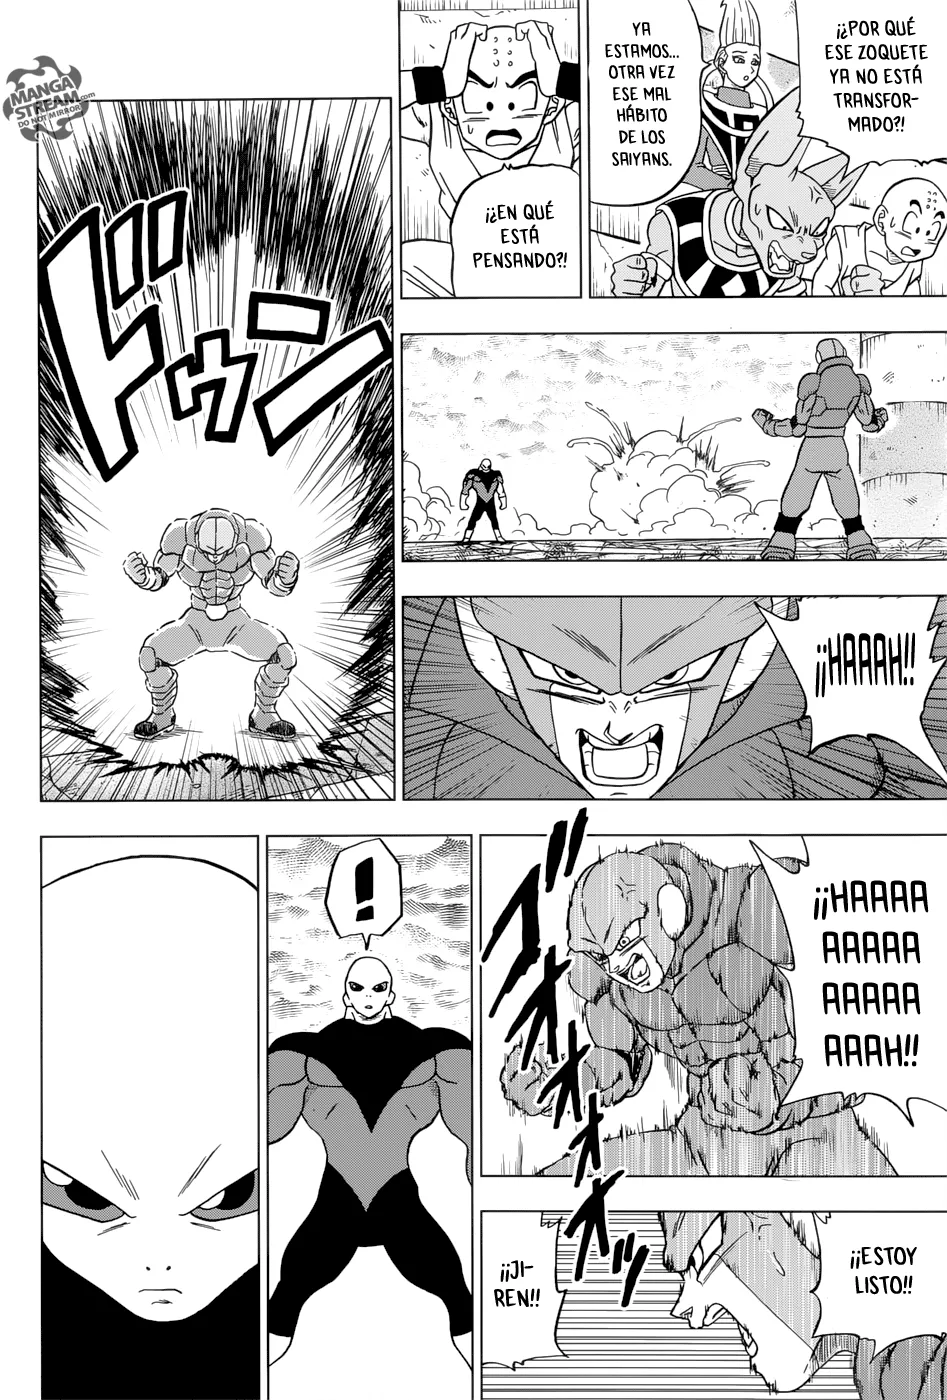 ¡¿POR QUÉ
ESE ZOQUETE
YA NO ESTÁ
TRANSFOR-
MADO?!
YA
ESTAMOS...
OTRA VEZ
ESE MAL
HÁBITO
DE LOS
SAIYANS.
¡¿EN QUÉ
ESTÁ
PENSANDO?!
MANGA
STREAM.com
DO NOT MIRROR
¡¡HAAAH!!
ドゥン
¡¡HAAAA
AAAAA
AAAAA
AAAH!!
グオオオオ
!
¡¡ESTOY
LISTO!!
¡¡JI-
REN!!